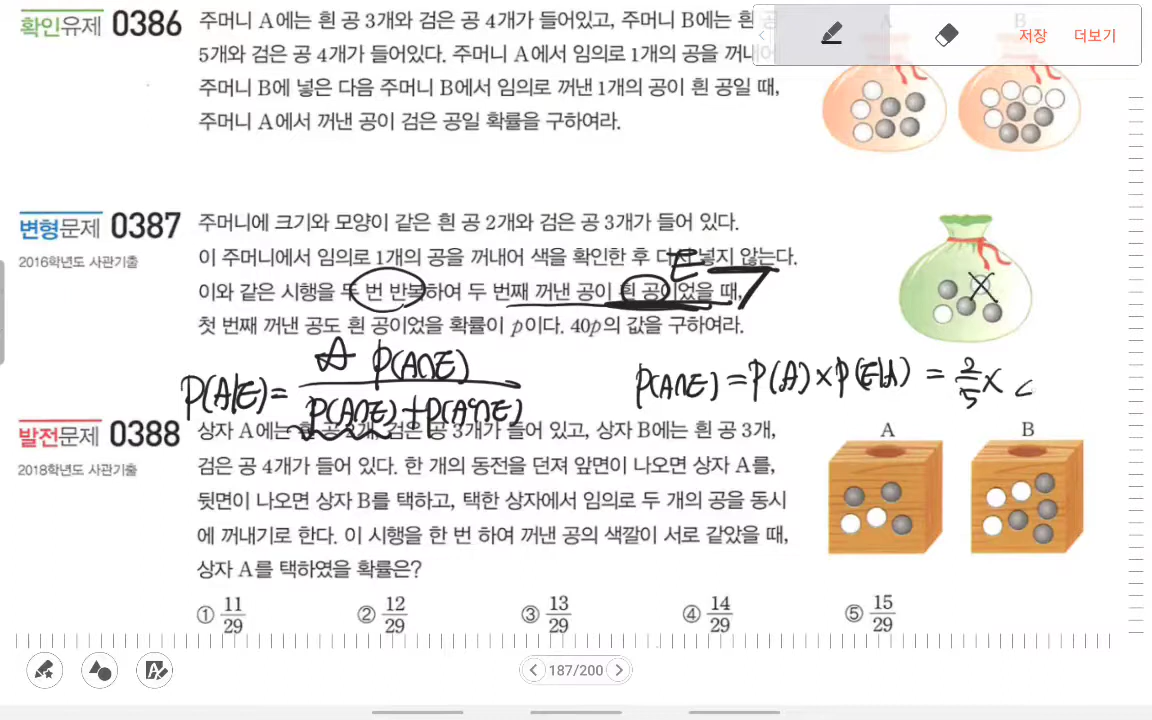 확인유제 0386
주머니 A에는 흰 공 3개와 검은 공 4개가 들어있고, 주머니 B에는 흰 공
5개와 검은 공 4개가 들어있다. 주머니 A에서 임의로 1개의 공을 꺼내어
주머니 B에 넣은 다음 주머니 B에서 임의로 꺼낸 1개의 공이 흰 공일 때,
주머니 A에서 꺼낸 공이 검은 공일 확률을 구하여라.
A B
저장 더보기
변형문제 0387
2016학년도 사관기출
주머니에 크기와 모양이 같은 흰 공 2개와 검은 공 3개가 들어 있다.
이 주머니에서 임의로 1개의 공을 꺼내어 색을 확인한 후 다시 넣지 않는다.
이와 같은 시행을 두 번 반복하여 두 번째 꺼낸 공이 흰 공이었을 때,
첫 번째 꺼낸 공도 흰 공이었을 확률이 p이다. 40p의 값을 구하여라.
E
A P(A∩E)
P(A|E)= P(A∩E)+P(Aᶜ∩E)
P(A∩E) = P(A)×P(E|A) = 2/5 ×
발전문제 0388
2018학년도 사관기출
상자 A에는 흰 공 2개, 검은 공 3개가 들어 있고, 상자 B에는 흰 공 3개,
검은 공 4개가 들어 있다. 한 개의 동전을 던져 앞면이 나오면 상자 A를,
뒷면이 나오면 상자 B를 택하고, 택한 상자에서 임의로 두 개의 공을 동시
에 꺼내기로 한다. 이 시행을 한 번 하여 꺼낸 공의 색깔이 서로 같았을 때,
상자 A를 택하였을 확률은?
A B
① 11/29 ② 12/29 ③ 13/29 ④ 14/29 ⑤ 15/29
187/200